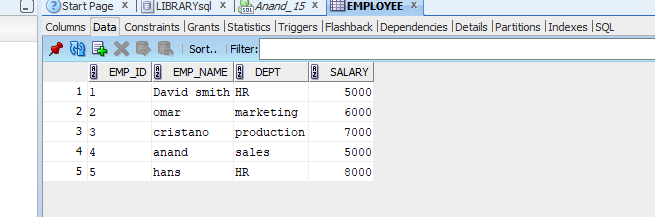 Start Page LIBRARYsql Anand_15 EMPLOYEE
Columns Data Constraints Grants Statistics Triggers Flashback Dependencies Details Partitions Indexes SQL
Sort.. Filter:
EMP_ID EMP_NAME DEPT SALARY
1 1 David smith HR 5000
2 2 omar marketing 6000
3 3 cristano production 7000
4 4 anand sales 5000
5 5 hans HR 8000